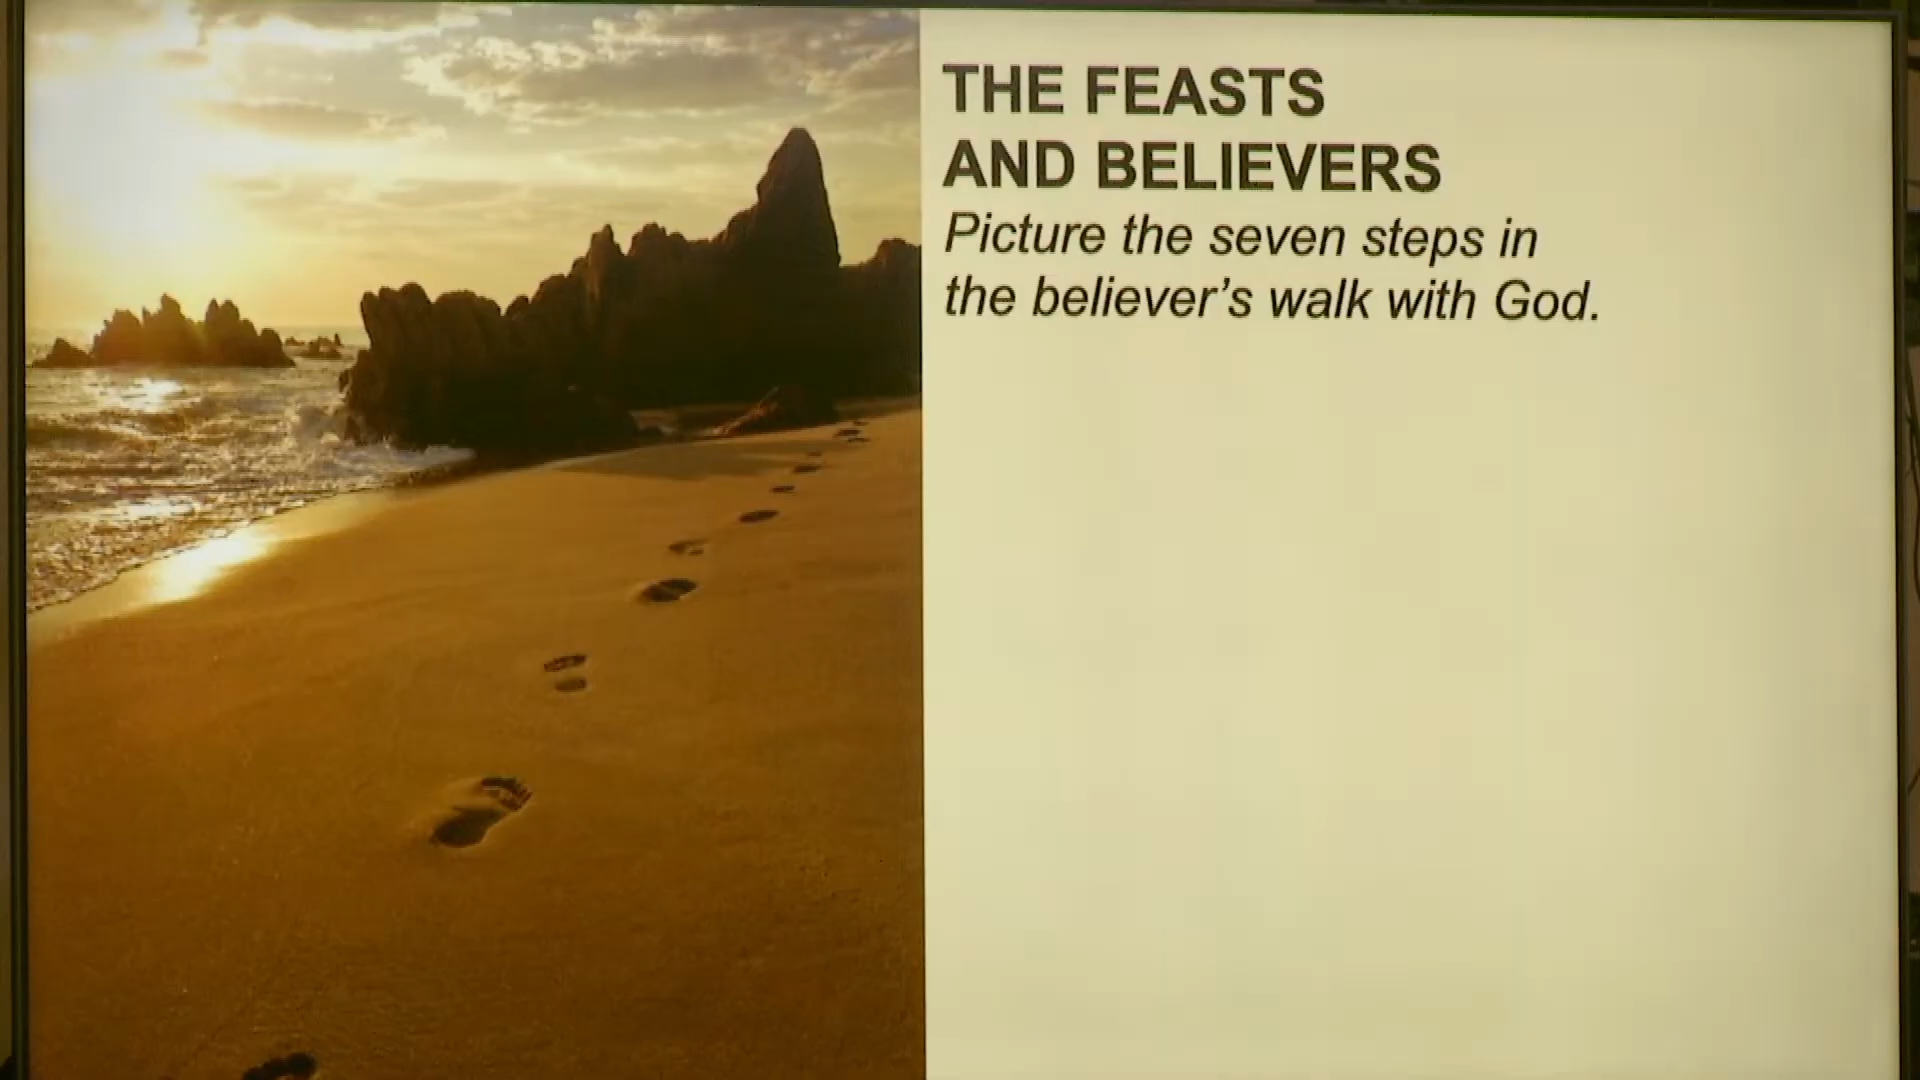 THE FEASTS
AND BELIEVERS
Picture the seven steps in
the believer's walk with God.